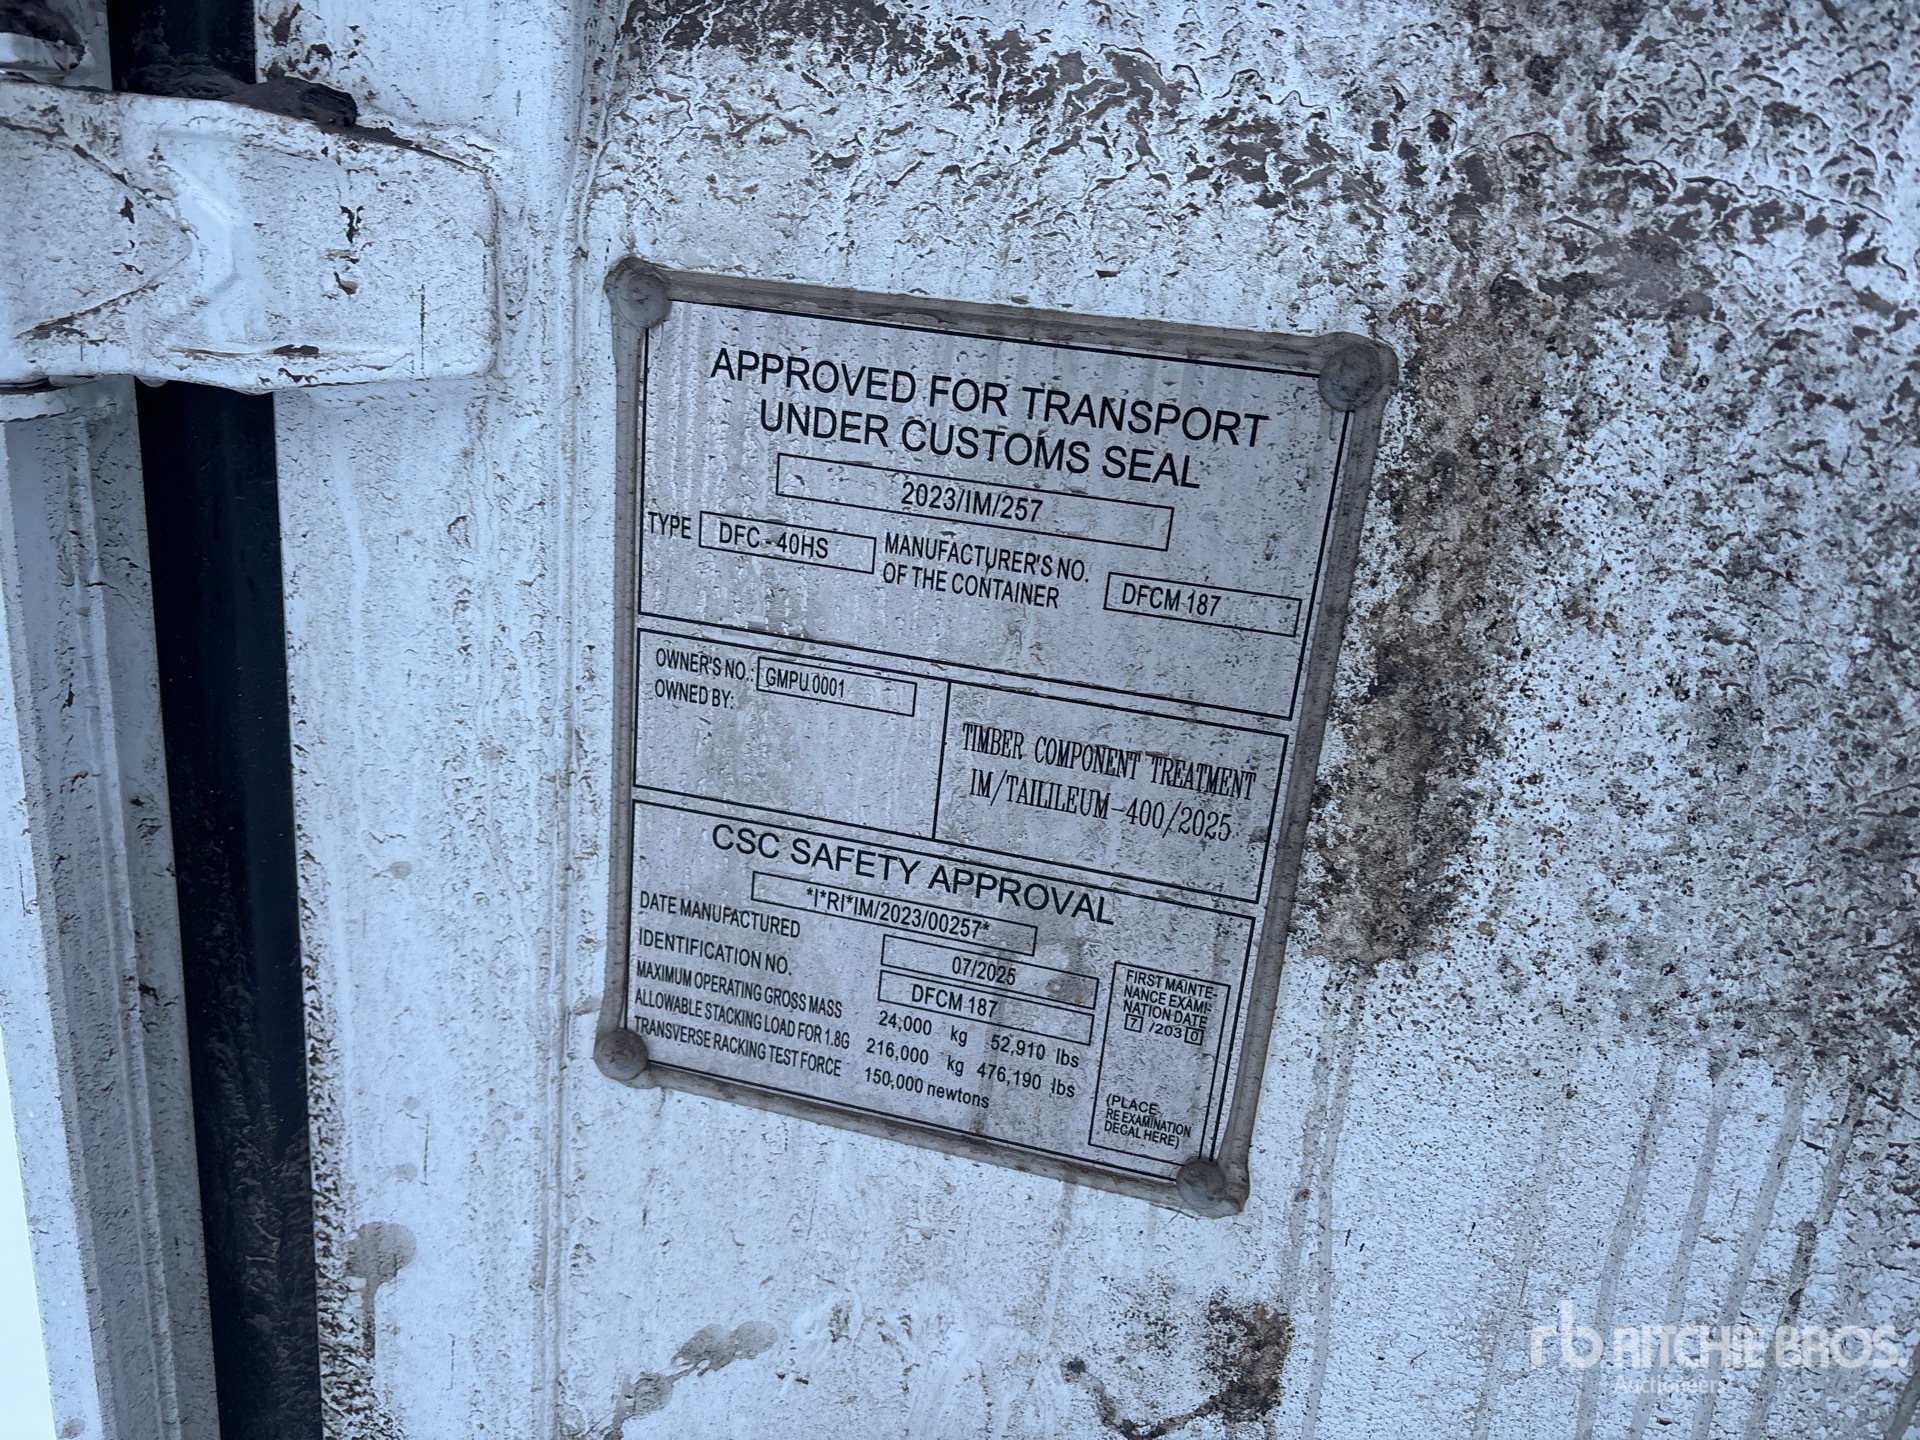 APPROVED FOR TRANSPORT
UNDER CUSTOMS SEAL
2023/IM/257
TYPE DFC-40HS MANUFACTURER'S NO.
OF THE CONTAINER DFCM 187
OWNER'S NO.: GMPU 0001
OWNED BY:
TIMBER COMPONENT TREATMENT
IM/TAILILEUM-400/2025
CSC SAFETY APPROVAL
*I*RI*IM/2023/00257*
DATE MANUFACTURED 07/2025
IDENTIFICATION NO. DFCM 187
MAXIMUM OPERATING GROSS MASS 24,000 kg 52,910 lbs
ALLOWABLE STACKING LOAD FOR 1.8G 216,000 kg 476,190 lbs
TRANSVERSE RACKING TEST FORCE 150,000 newtons
FIRST MAINTE-
NANCE EXAMI-
NATION DATE
7 /203 0
(PLACE
REEXAMINATION
DECAL HERE)
rb RITCHIE BROS.
Auctioneers